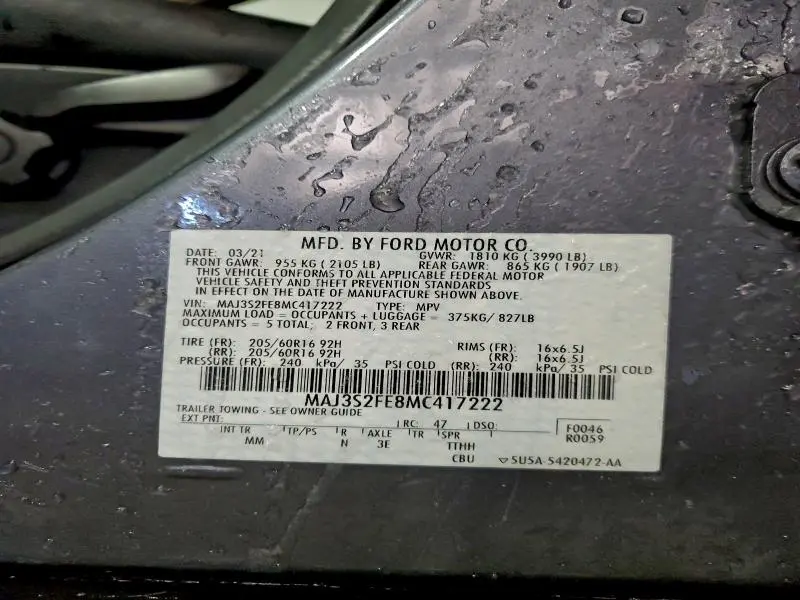 MFD. BY FORD MOTOR CO.
DATE: 03/21 GVWR: 1810 KG ( 3990 LB)
FRONT GAWR: 955 KG ( 2105 LB) REAR GAWR: 865 KG ( 1907 LB)
THIS VEHICLE CONFORMS TO ALL APPLICABLE FEDERAL MOTOR
VEHICLE SAFETY AND THEFT PREVENTION STANDARDS
IN EFFECT ON THE DATE OF MANUFACTURE SHOWN ABOVE.
VIN: MAJ3S2FE8MC417222 TYPE: MPV
MAXIMUM LOAD = OCCUPANTS + LUGGAGE = 375KG/ 827LB
OCCUPANTS = 5 TOTAL; 2 FRONT, 3 REAR
TIRE (FR): 205/60R16 92H RIMS (FR): 16x6.5J
(RR): 205/60R16 92H (RR): 16x6.5J
PRESSURE (FR): 240 kPa/ 35 PSI COLD (RR): 240 kPa/ 35 PSI COLD
MAJ3S2FE8MC417222
TRAILER TOWING - SEE OWNER GUIDE
EXT PNT: RC: 47 DSO: F0046
INT TR TP/PS R AXLE TR SPR R0059
MM N 3E TTHH
CBU 5U5A-5420472-AA